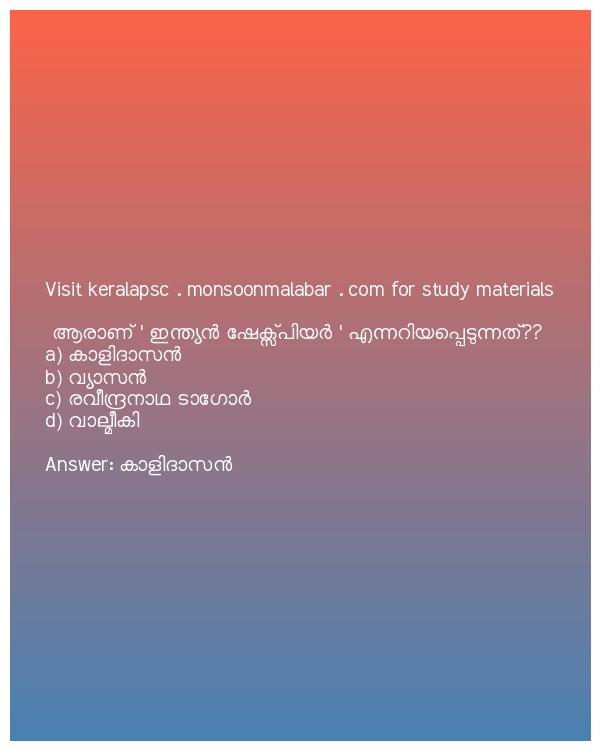 Visit keralapsc . monsoonmalabar . com for study materials
ആരാണ് ' ഇന്ത്യൻ ഷേക്സ്പിയർ ' എന്നറിയപ്പെടുന്നത്??
a) കാളിദാസൻ
b) വ്യാസൻ
c) രവീന്ദ്രനാഥ ടാഗോർ
d) വാല്മീകി
Answer: കാളിദാസൻ